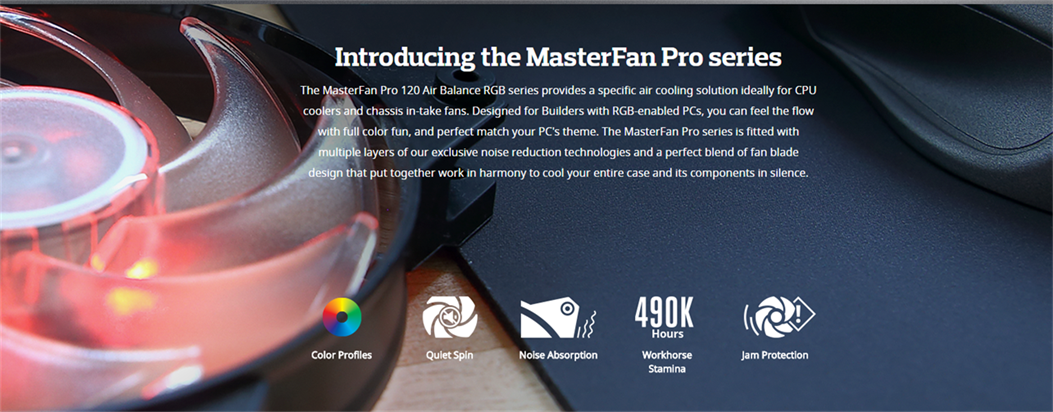 Introducing the MasterFan Pro series
The MasterFan Pro 120 Air Balance RGB series provides a specific air cooling solution ideally for CPU
coolers and chassis in-take fans. Designed for Builders with RGB-enabled PCs, you can feel the flow
with full color fun, and perfect match your PC's theme. The MasterFan Pro series is fitted with
multiple layers of our exclusive noise reduction technologies and a perfect blend of fan blade
design that put together work in harmony to cool your entire case and its components in silence.
490K
Hours
Color Profiles
Quiet Spin
Noise Absorption
Workhorse
Stamina
Jam Protection